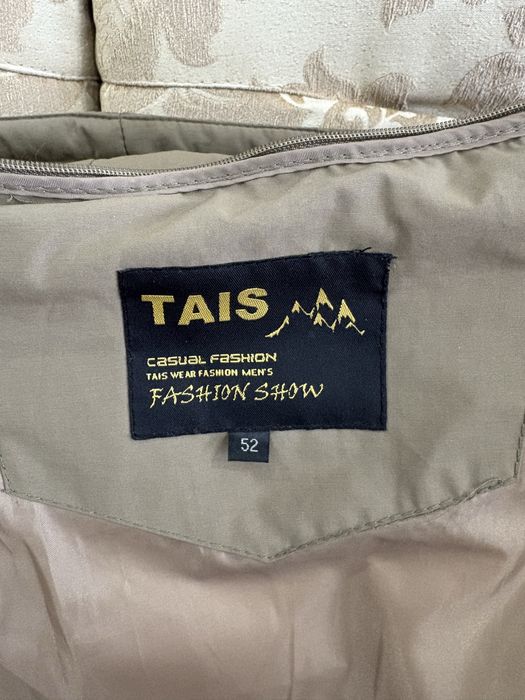 TAIS
CASUAL FASHION
TAIS WEAR FASHION MEN'S
FASHION SHOW
52